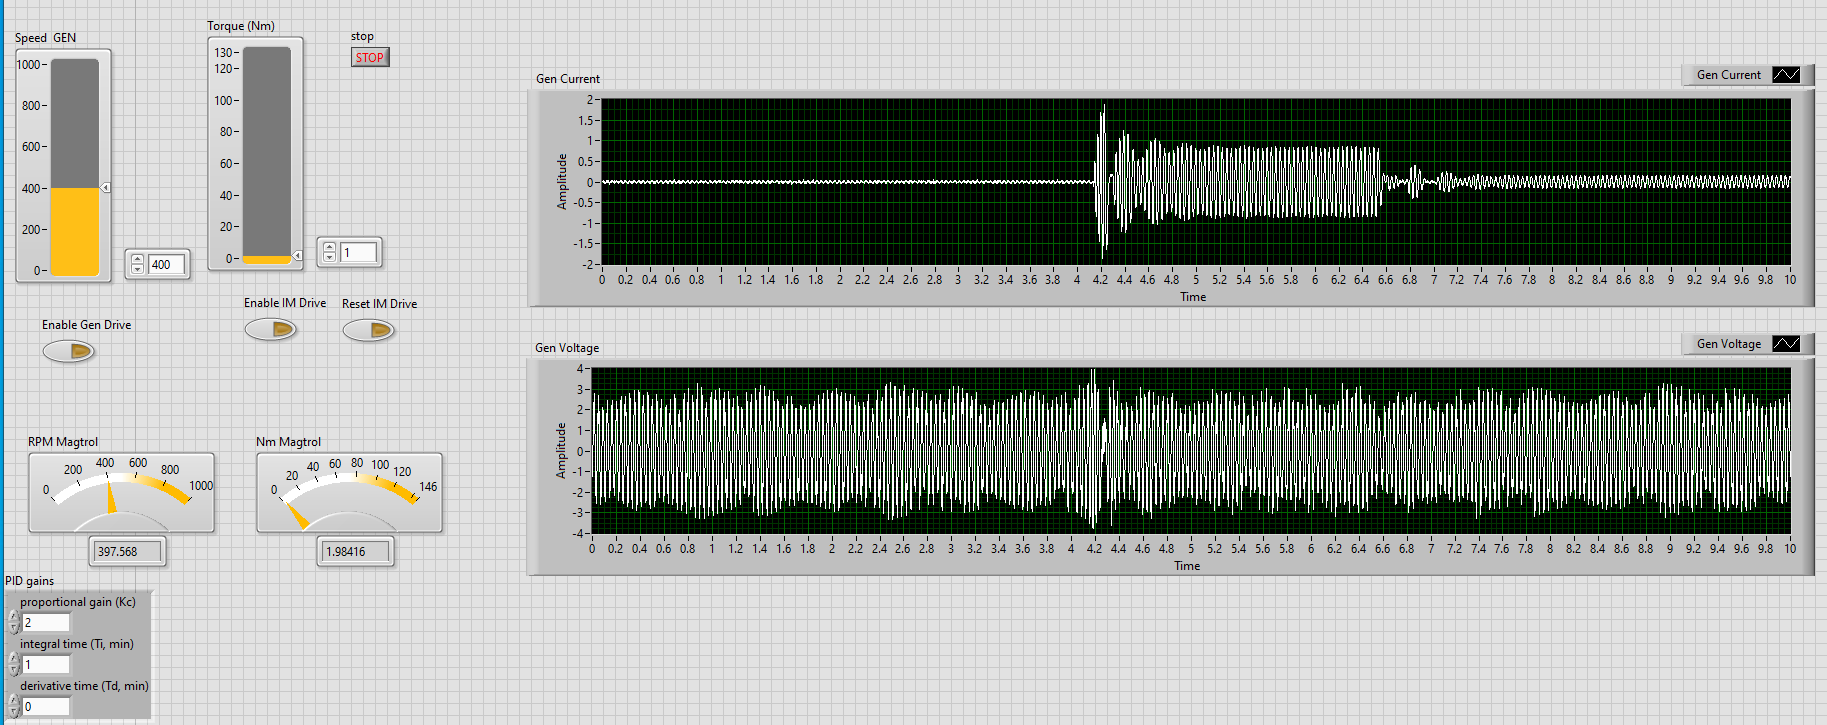 Speed GEN
1000
800
600
400
200
0
400
Torque (Nm)
130
120
100
80
60
40
20
0
1
stop
STOP
Enable Gen Drive
Enable IM Drive
Reset IM Drive
Gen Current
Gen Current
Amplitude
2
1.5
1
0.5
0
-0.5
-1
-1.5
-2
0 0.2 0.4 0.6 0.8 1 1.2 1.4 1.6 1.8 2 2.2 2.4 2.6 2.8 3 3.2 3.4 3.6 3.8 4 4.2 4.4 4.6 4.8 5 5.2 5.4 5.6 5.8 6 6.2 6.4 6.6 6.8 7 7.2 7.4 7.6 7.8 8 8.2 8.4 8.6 8.8 9 9.2 9.4 9.6 9.8 10
Time
Gen Voltage
Gen Voltage
Amplitude
4
3
2
1
0
-1
-2
-3
-4
0 0.2 0.4 0.6 0.8 1 1.2 1.4 1.6 1.8 2 2.2 2.4 2.6 2.8 3 3.2 3.4 3.6 3.8 4 4.2 4.4 4.6 4.8 5 5.2 5.4 5.6 5.8 6 6.2 6.4 6.6 6.8 7 7.2 7.4 7.6 7.8 8 8.2 8.4 8.6 8.8 9 9.2 9.4 9.6 9.8 10
Time
RPM Magtrol
0 200 400 600 800 1000
397.568
Nm Magtrol
0 20 40 60 80 100 120 146
1.98416
PID gains
proportional gain (Kc)
2
integral time (Ti, min)
1
derivative time (Td, min)
0